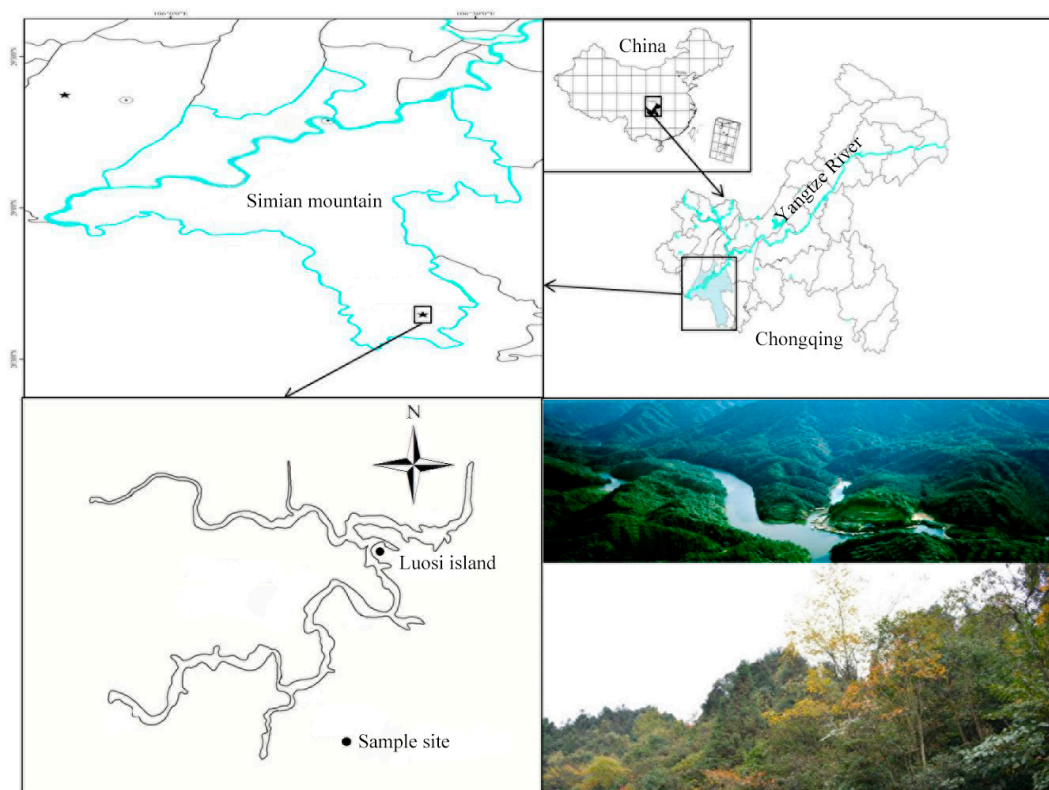 China
Yangtze River
Simian mountain
Chongqing
N
Luosi island
Sample site